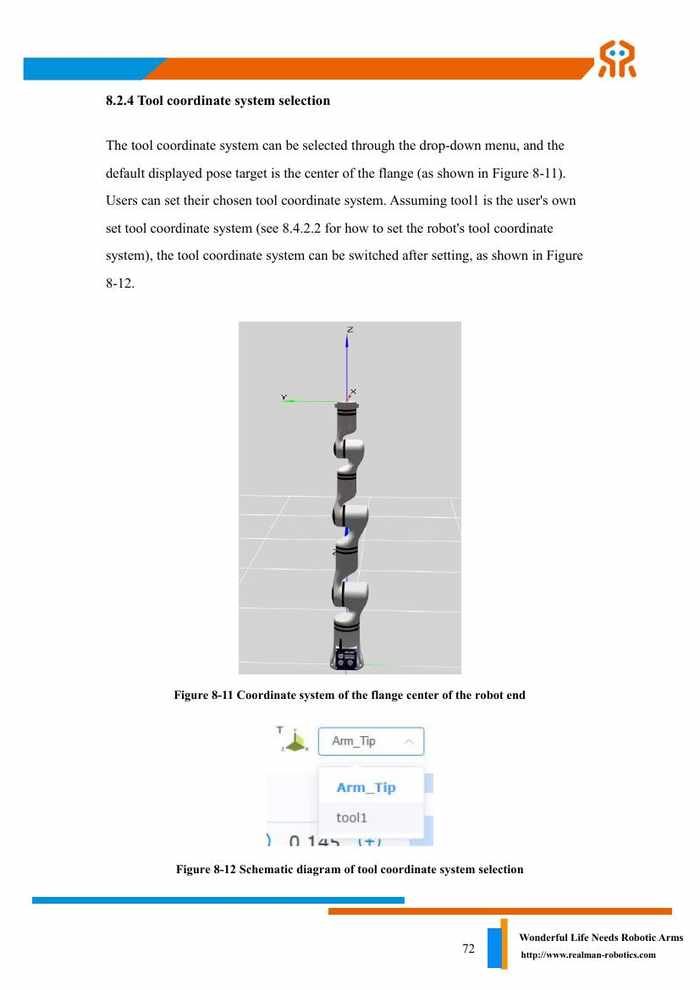 8.2.4 Tool coordinate system selection
The tool coordinate system can be selected through the drop-down menu, and the
default displayed pose target is the center of the flange (as shown in Figure 8-11).
Users can set their chosen tool coordinate system. Assuming tool1 is the user's own
set tool coordinate system (see 8.4.2.2 for how to set the robot's tool coordinate
system), the tool coordinate system can be switched after setting, as shown in Figure
8-12.
Z
X
Y
Figure 8-11 Coordinate system of the flange center of the robot end
T
Arm_Tip
Arm_Tip
tool1
0.145 (+)
Figure 8-12 Schematic diagram of tool coordinate system selection
72
Wonderful Life Needs Robotic Arms
http://www.realman-robotics.com